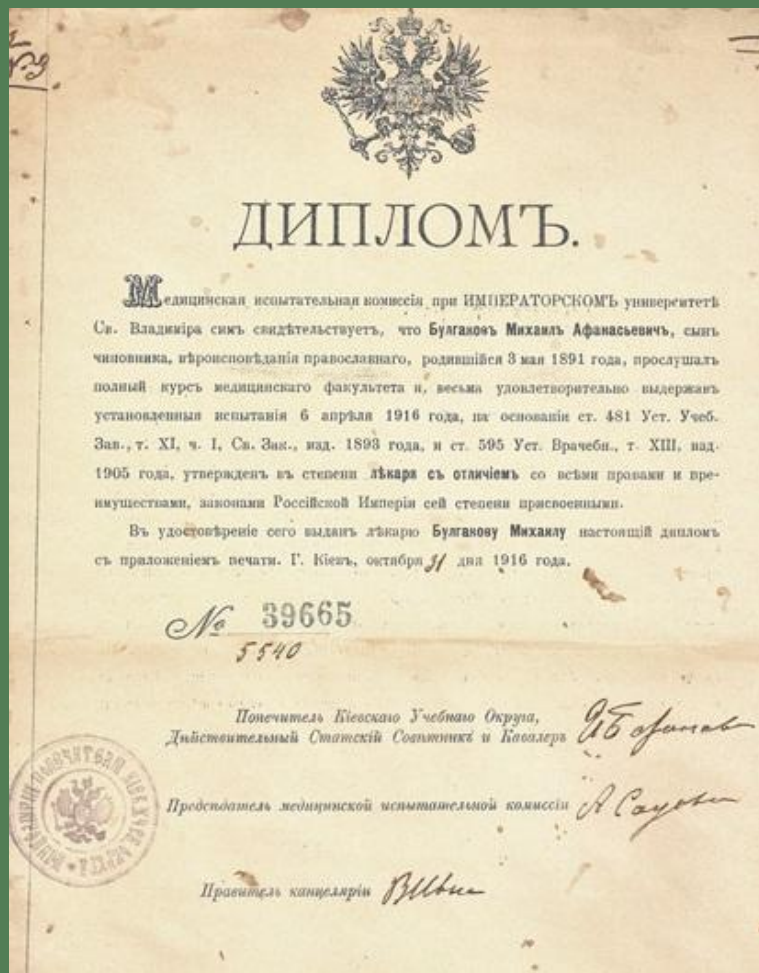 ДИПЛОМЪ.
Медицинская испытательная комиссія при ИМПЕРАТОРСКОМЪ университетѣ
Св. Владиміра симъ свидѣтельствуетъ, что Булгаковъ Михаилъ Афанасьевичъ, сынъ
чиновника, вѣроисповѣданія православнаго, родившійся 3 мая 1891 года, прослушалъ
полный курсъ медицинскаго факультета и, весьма удовлетворительно выдержавъ
установленныя испытанія 6 апрѣля 1916 года, на основаніи ст. 481 Уст. Учеб.
Зав., т. XI, ч. I, Св. Зак., изд. 1893 года, и ст. 595 Уст. Врачебн., т. XIII, изд.
1905 года, утвержденъ въ степени лѣкаря съ отличіемъ со всѣми правами и пре-
имуществами, законами Россійской Имперіи сей степени присвоенными.
Въ удостовѣреніе сего выданъ лѣкарю Булгакову Михаилу настоящій дипломъ
съ приложеніемъ печати. Г. Кіевъ, октября 31 дня 1916 года.
№ 39665
5540
Попечитель Кіевскаго Учебнаго Округа,
Дѣйствительный Статскій Совѣтникъ и Кавалеръ
Предсѣдатель медицинской испытательной комиссіи
Правитель канцеляріи